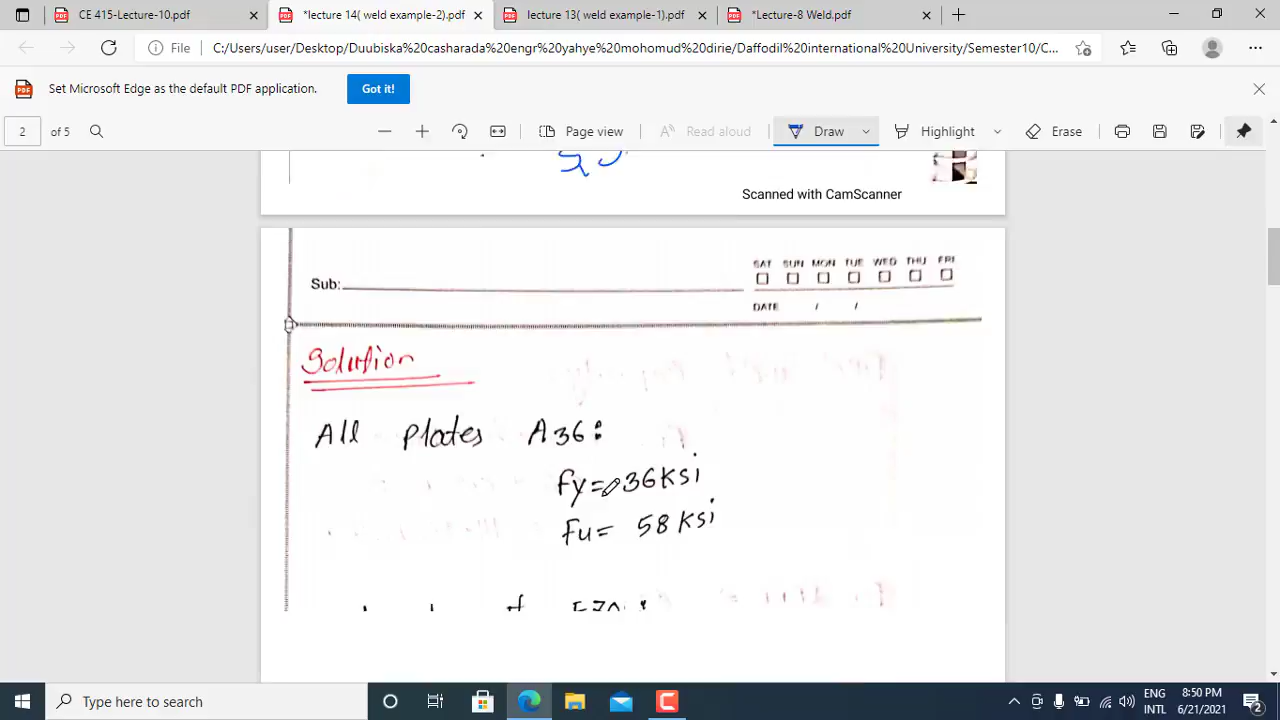 CE-415-Lecture-10.pdf
*lecture 14( weld example-2).pdf
lecture 13( weld example-1).pdf
*Lecture-8 Weld.pdf
File
C:/Users/user/Desktop/Duubiska%20casharada%20engr%20yahye%20mohomud%20dirie/Daffodil%20international%20University/Semester10/C...
Set Microsoft Edge as the default PDF application.
Got it!
2 of 5
Page view
Read aloud
Draw
Highlight
Erase
Scanned with CamScanner
SAT SUN MON TUE WED THU FRI
Sub:
DATE / /
Solution
All plates A36:
Fy= 36 ksi
Fu= 58 ksi
Type here to search
ENG
INTL
8:50 PM
6/21/2021
2